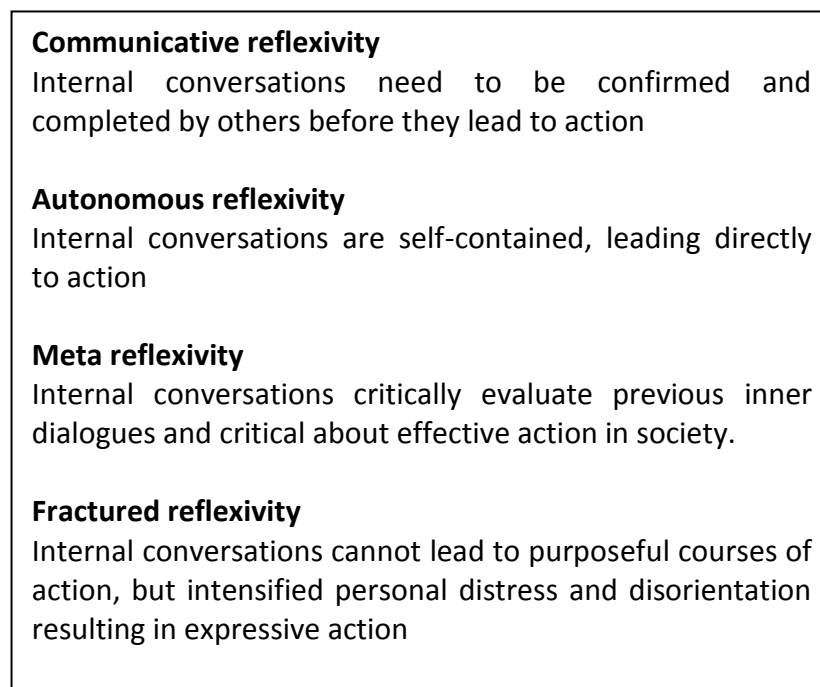 Communicative reflexivity
Internal conversations need to be confirmed and
completed by others before they lead to action
Autonomous reflexivity
Internal conversations are self-contained, leading directly
to action
Meta reflexivity
Internal conversations critically evaluate previous inner
dialogues and critical about effective action in society.
Fractured reflexivity
Internal conversations cannot lead to purposeful courses of
action, but intensified personal distress and disorientation
resulting in expressive action